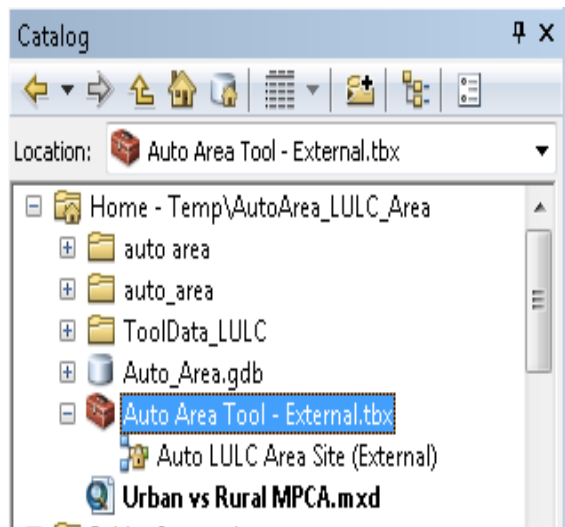 Catalog
Location: Auto Area Tool - External.tbx
Home - Temp\AutoArea_LULC_Area
auto area
auto_area
ToolData_LULC
Auto_Area.gdb
Auto Area Tool - External.tbx
Auto LULC Area Site (External)
Urban vs Rural MPCA.mxd